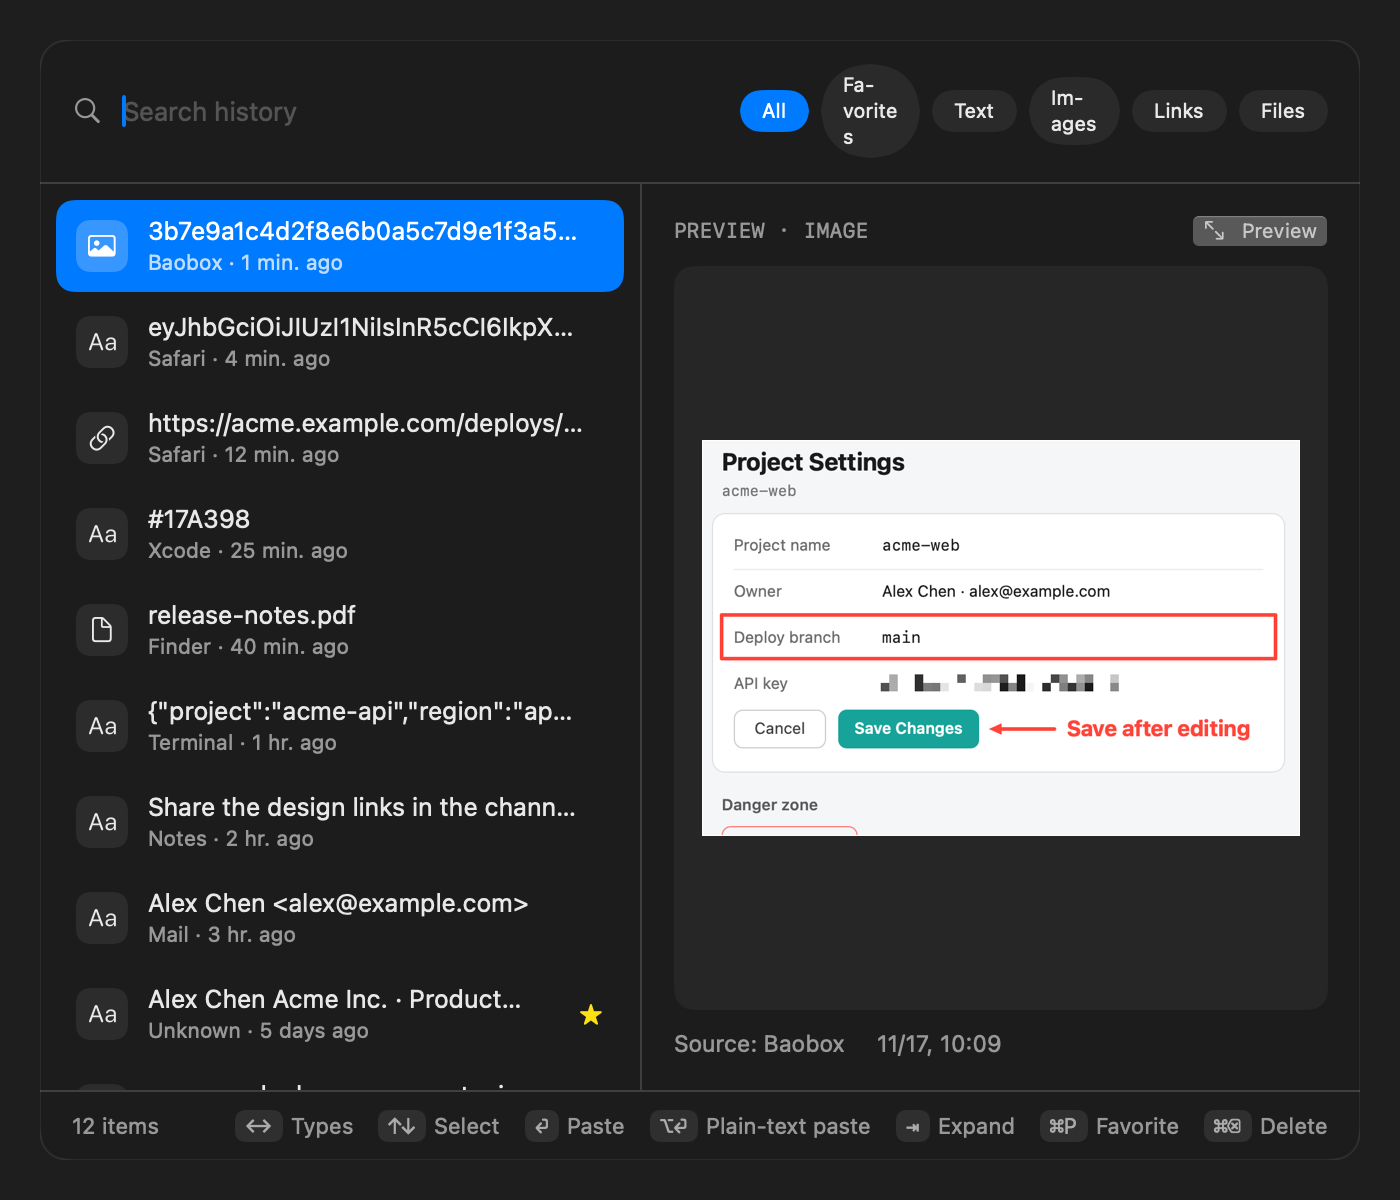 Search history
All
Fa-
vorite
s
Text
Im-
ages
Links
Files
3b7e9a1c4d2f8e6b0a5c7d9e1f3a5...
Baobox · 1 min. ago
Aa
eyJhbGciOiJIUzI1NiIsInR5cCI6IkpX...
Safari · 4 min. ago
https://acme.example.com/deploys/...
Safari · 12 min. ago
Aa
#17A398
Xcode · 25 min. ago
release-notes.pdf
Finder · 40 min. ago
Aa
{"project":"acme-api","region":"ap...
Terminal · 1 hr. ago
Aa
Share the design links in the chann...
Notes · 2 hr. ago
Aa
Alex Chen <alex@example.com>
Mail · 3 hr. ago
Aa
Alex Chen Acme Inc. · Product...
Unknown · 5 days ago
PREVIEW · IMAGE
Preview
Project Settings
acme-web
Project name acme-web
Owner Alex Chen · alex@example.com
Deploy branch main
API key
Cancel Save Changes Save after editing
Danger zone
Source: Baobox 11/17, 10:09
12 items ↔ Types ↑↓ Select ⏎ Paste ⌥⏎ Plain-text paste ⇥ Expand ⌘P Favorite ⌘⌫ Delete